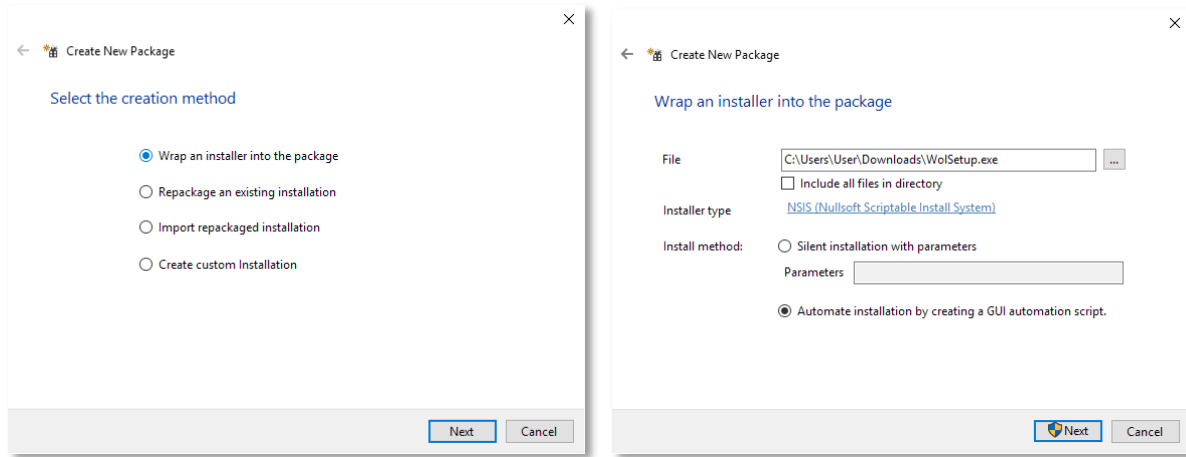 Create New Package
Select the creation method
Wrap an installer into the package
Repackage an existing installation
Import repackaged installation
Create custom Installation
Next
Cancel
Create New Package
Wrap an installer into the package
File
C:\Users\User\Downloads\WolSetup.exe
...
Include all files in directory
Installer type
NSIS (Nullsoft Scriptable Install System)
Install method:
Silent installation with parameters
Parameters
Automate installation by creating a GUI automation script.
Next
Cancel